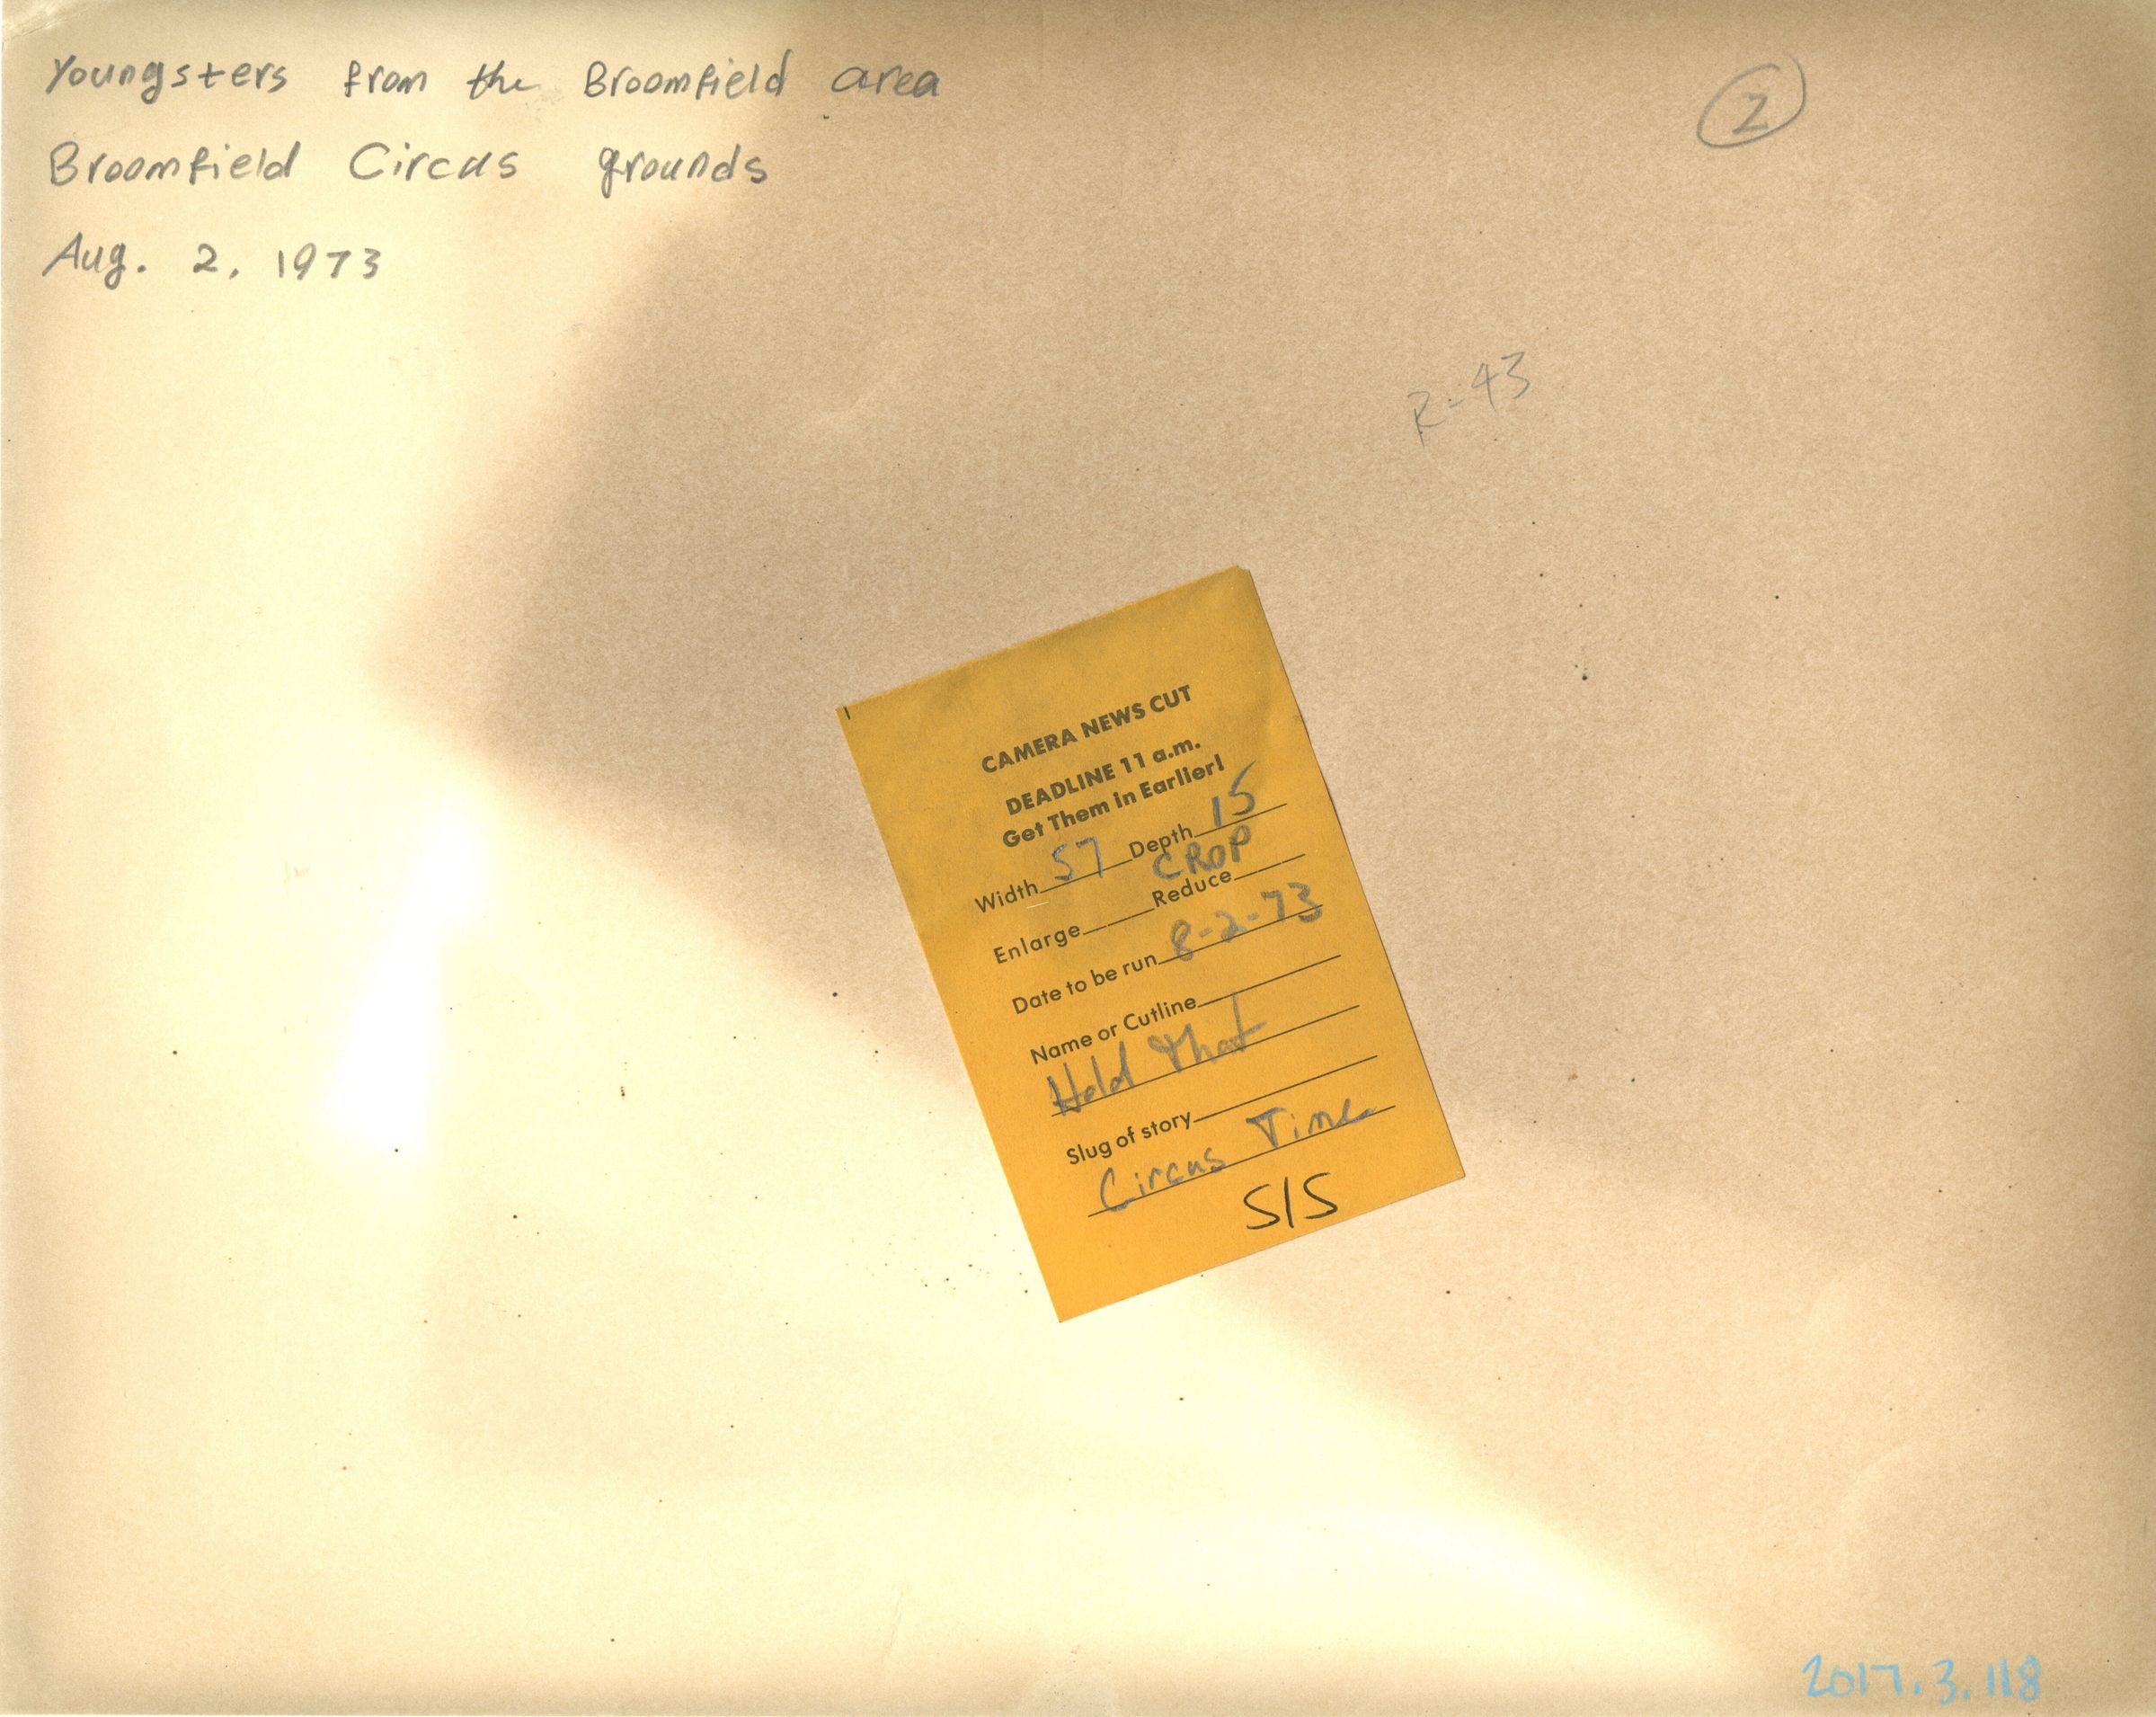 Youngsters from the Broomfield area
Broomfield Circus grounds
Aug. 2, 1973
2
R-43
CAMERA NEWS CUT
DEADLINE 11 a.m.
Get Them in Earlier!
Width 57 Depth 15
CROP
Enlarge Reduce
Date to be run 8-2-73
Name or Cutline
Hold That
Slug of story
Circus Time
S/S
2017.3.118